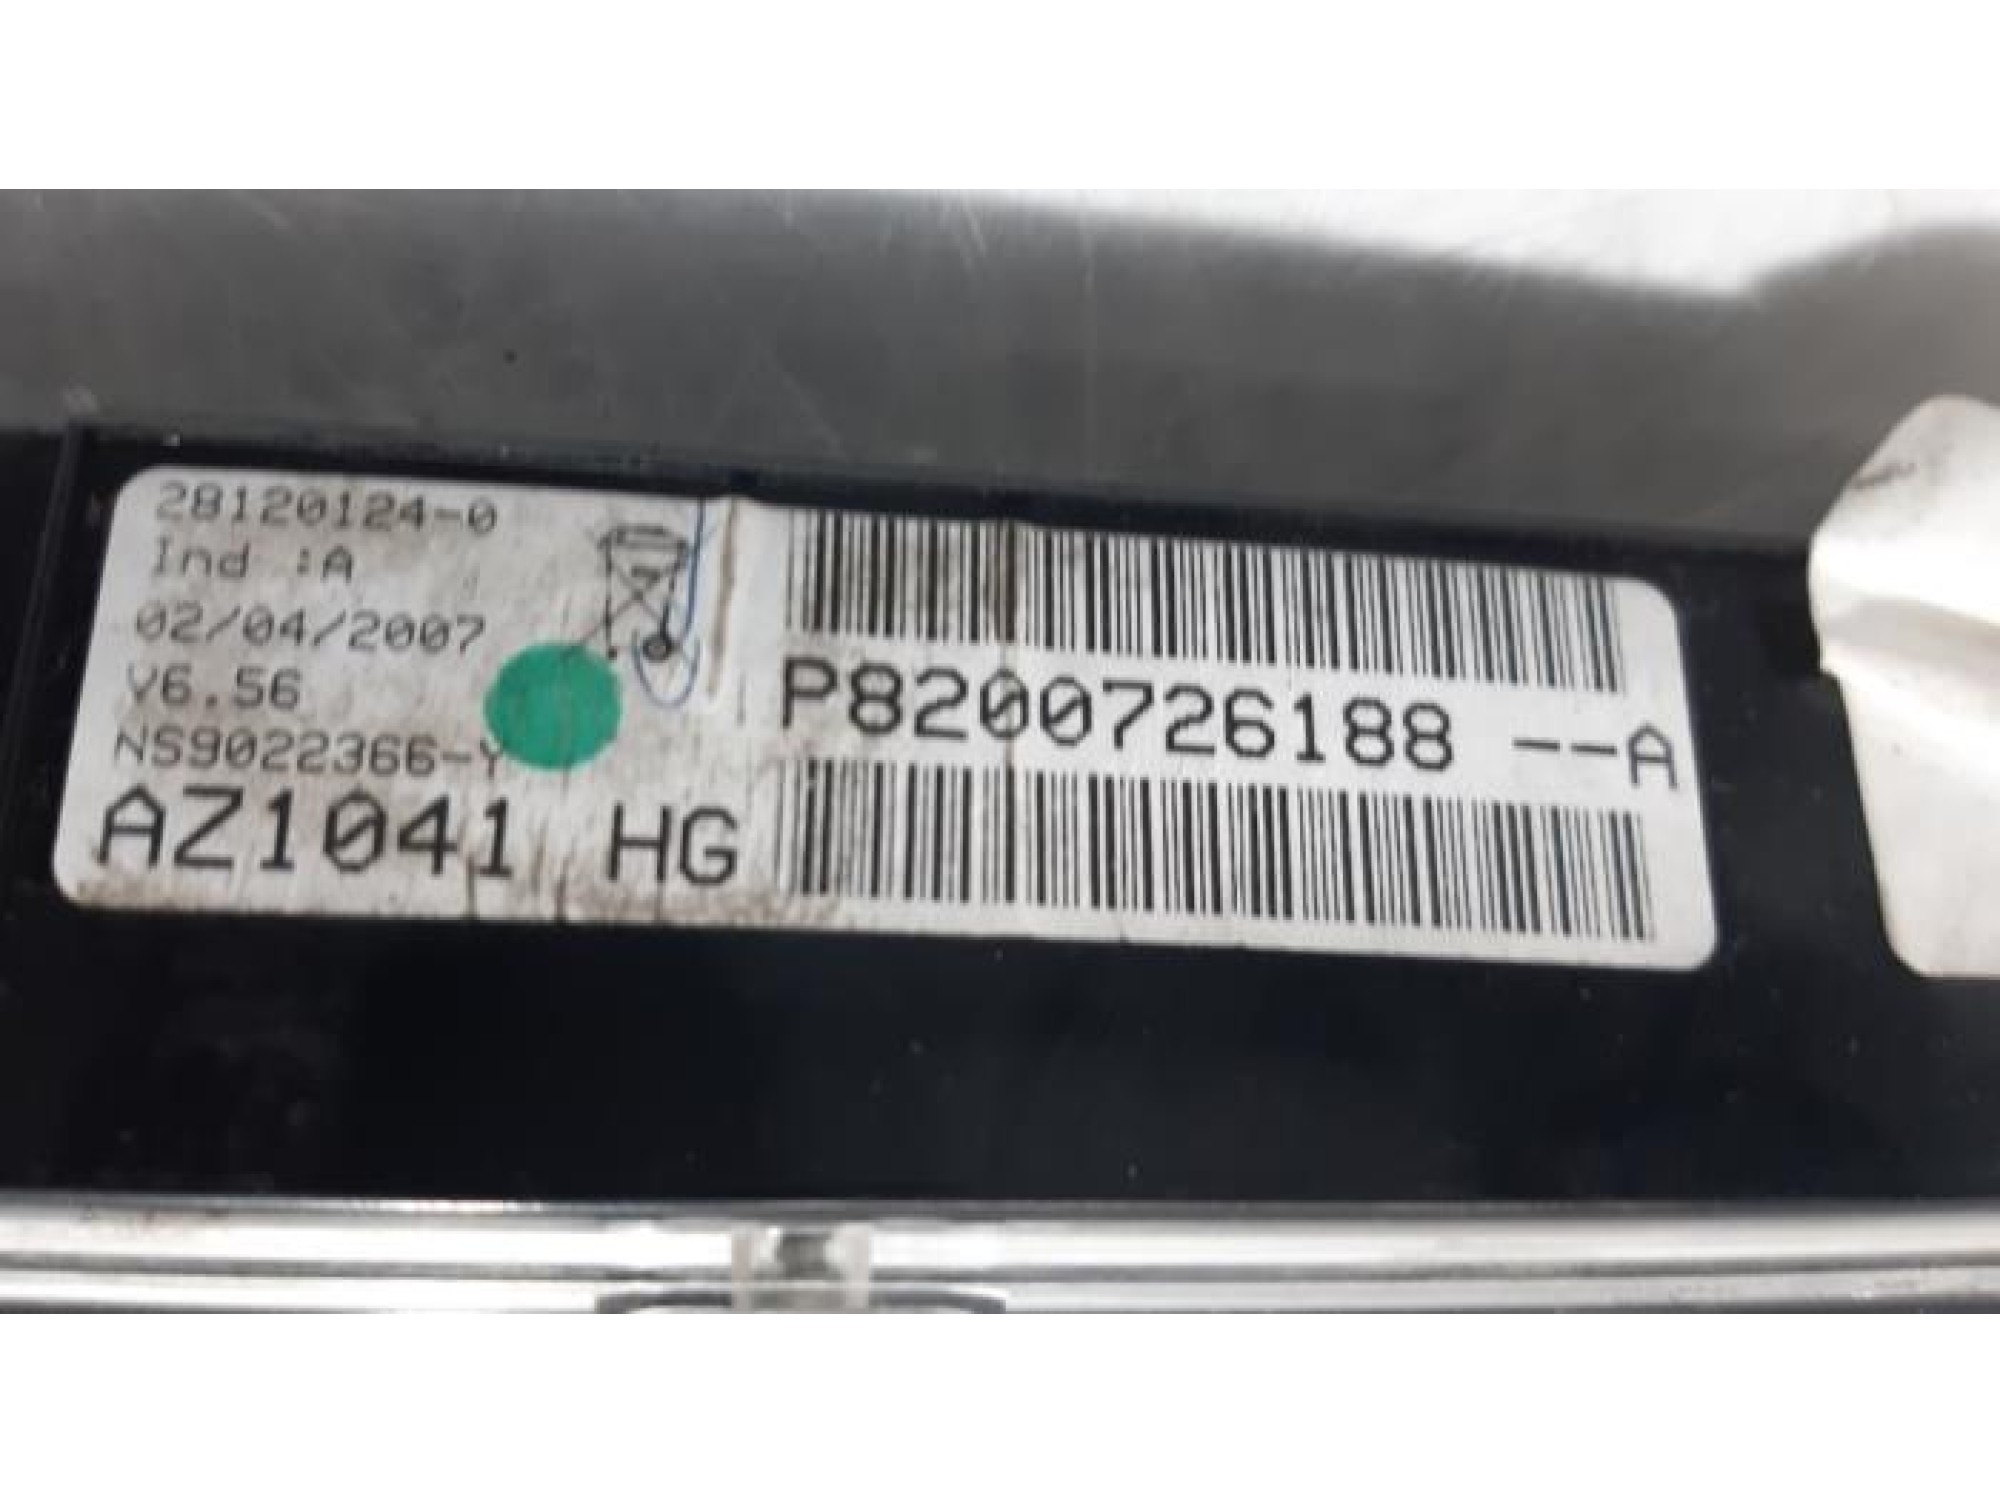 28120124-0
Ind :A
02/04/2007
V6.56
NS9022366-Y
AZ1041 HG
P8200726188 --A